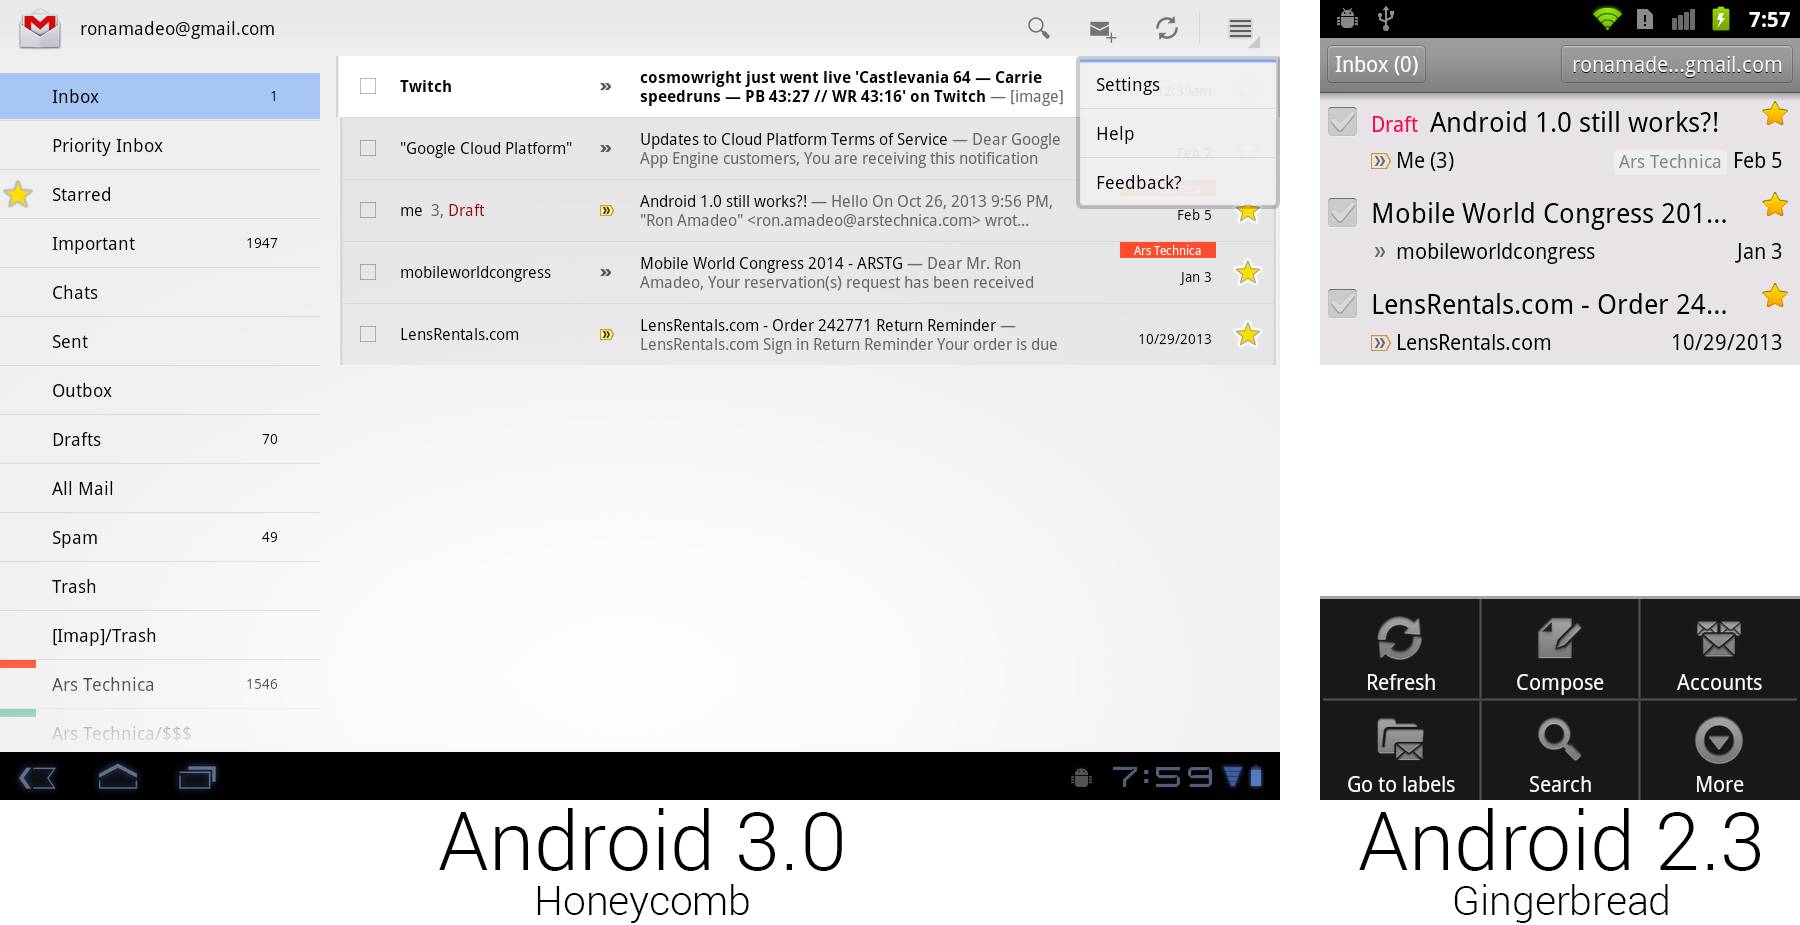 ronamadeo@gmail.com
Inbox 1
Priority Inbox
Starred
Important 1947
Chats
Sent
Outbox
Drafts 70
All Mail
Spam 49
Trash
[Imap]/Trash
Ars Technica 1546
Ars Technica/$$$
Twitch » cosmowright just went live 'Castlevania 64 — Carrie
speedruns — PB 43:27 // WR 43:16' on Twitch — [image]
"Google Cloud Platform" » Updates to Cloud Platform Terms of Service — Dear Google
App Engine customers, You are receiving this notification
Feb 7
me 3, Draft » Android 1.0 still works?! — Hello On Oct 26, 2013 9:56 PM,
"Ron Amadeo" <ron.amadeo@arstechnica.com> wrote...
Feb 5
Ars Technica
mobileworldcongress » Mobile World Congress 2014 - ARSTG — Dear Mr. Ron
Amadeo, Your reservation(s) request has been received
Jan 3
LensRentals.com » LensRentals.com - Order 242771 Return Reminder —
LensRentals.com Sign in Return Reminder Your order is due
10/29/2013
Settings
Help
Feedback?
7:59
Android 3.0
Honeycomb
7:57
Inbox (0) ronamade...gmail.com
Draft Android 1.0 still works?!
» Me (3) Ars Technica Feb 5
Mobile World Congress 201...
» mobileworldcongress Jan 3
LensRentals.com - Order 24...
» LensRentals.com 10/29/2013
Refresh Compose Accounts
Go to labels Search More
Android 2.3
Gingerbread